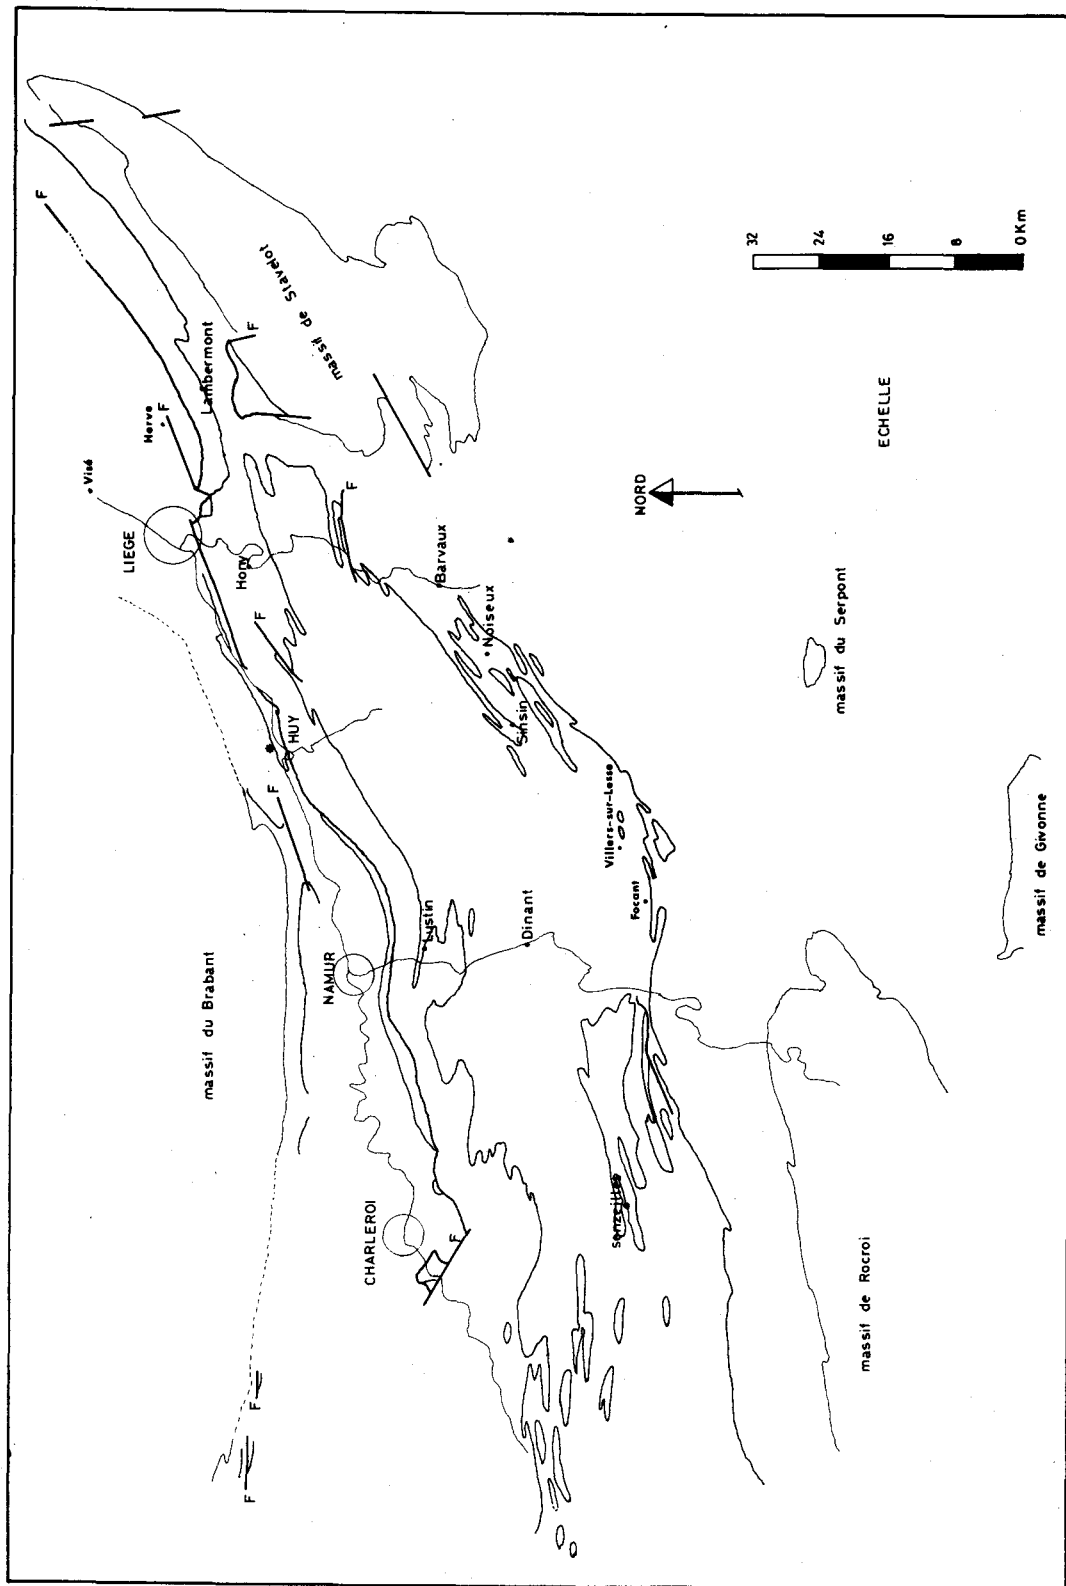 F
F
massif de Stavelot
Lambermont
F
F
Herve
Visé
LIEGE
Hony
F
F
Barvaux
Noiseux
Sinsin
HUY
F
Villers-sur-Lesse
Focant
Dinant
Lustin
NAMUR
massif du Brabant
CHARLEROI
F
F
F
senzeilles
massif de Rocroi
massif de Givonne
massif du Serpont
NORD
ECHELLE
32
24
16
8
0 Km